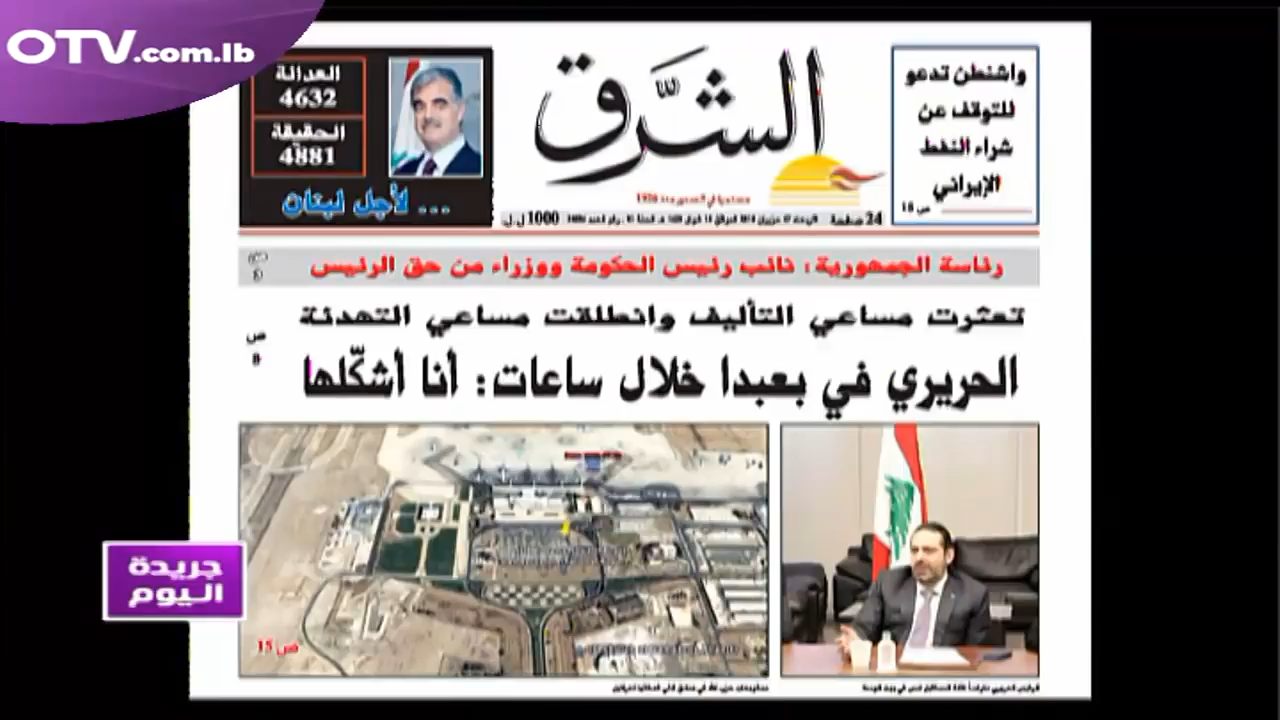 OTV.com.lb
العدالة
4632
الحقيقة
4881
لأجل لبنان ...
الشرق
واشنطن تدعو
للتوقف عن
شراء النفط
الإيراني
24 صفحة
1000 ل.ل
رئاسة الجمهورية : نائب رئيس الحكومة ووزراء من حق الرئيس
تعثرت مساعي التأليف وانطلقت مساعي التهدئة
ص
الحريري في بعبدا خلال ساعات: أنا أشكّلها
جريدة
اليوم
ص 15